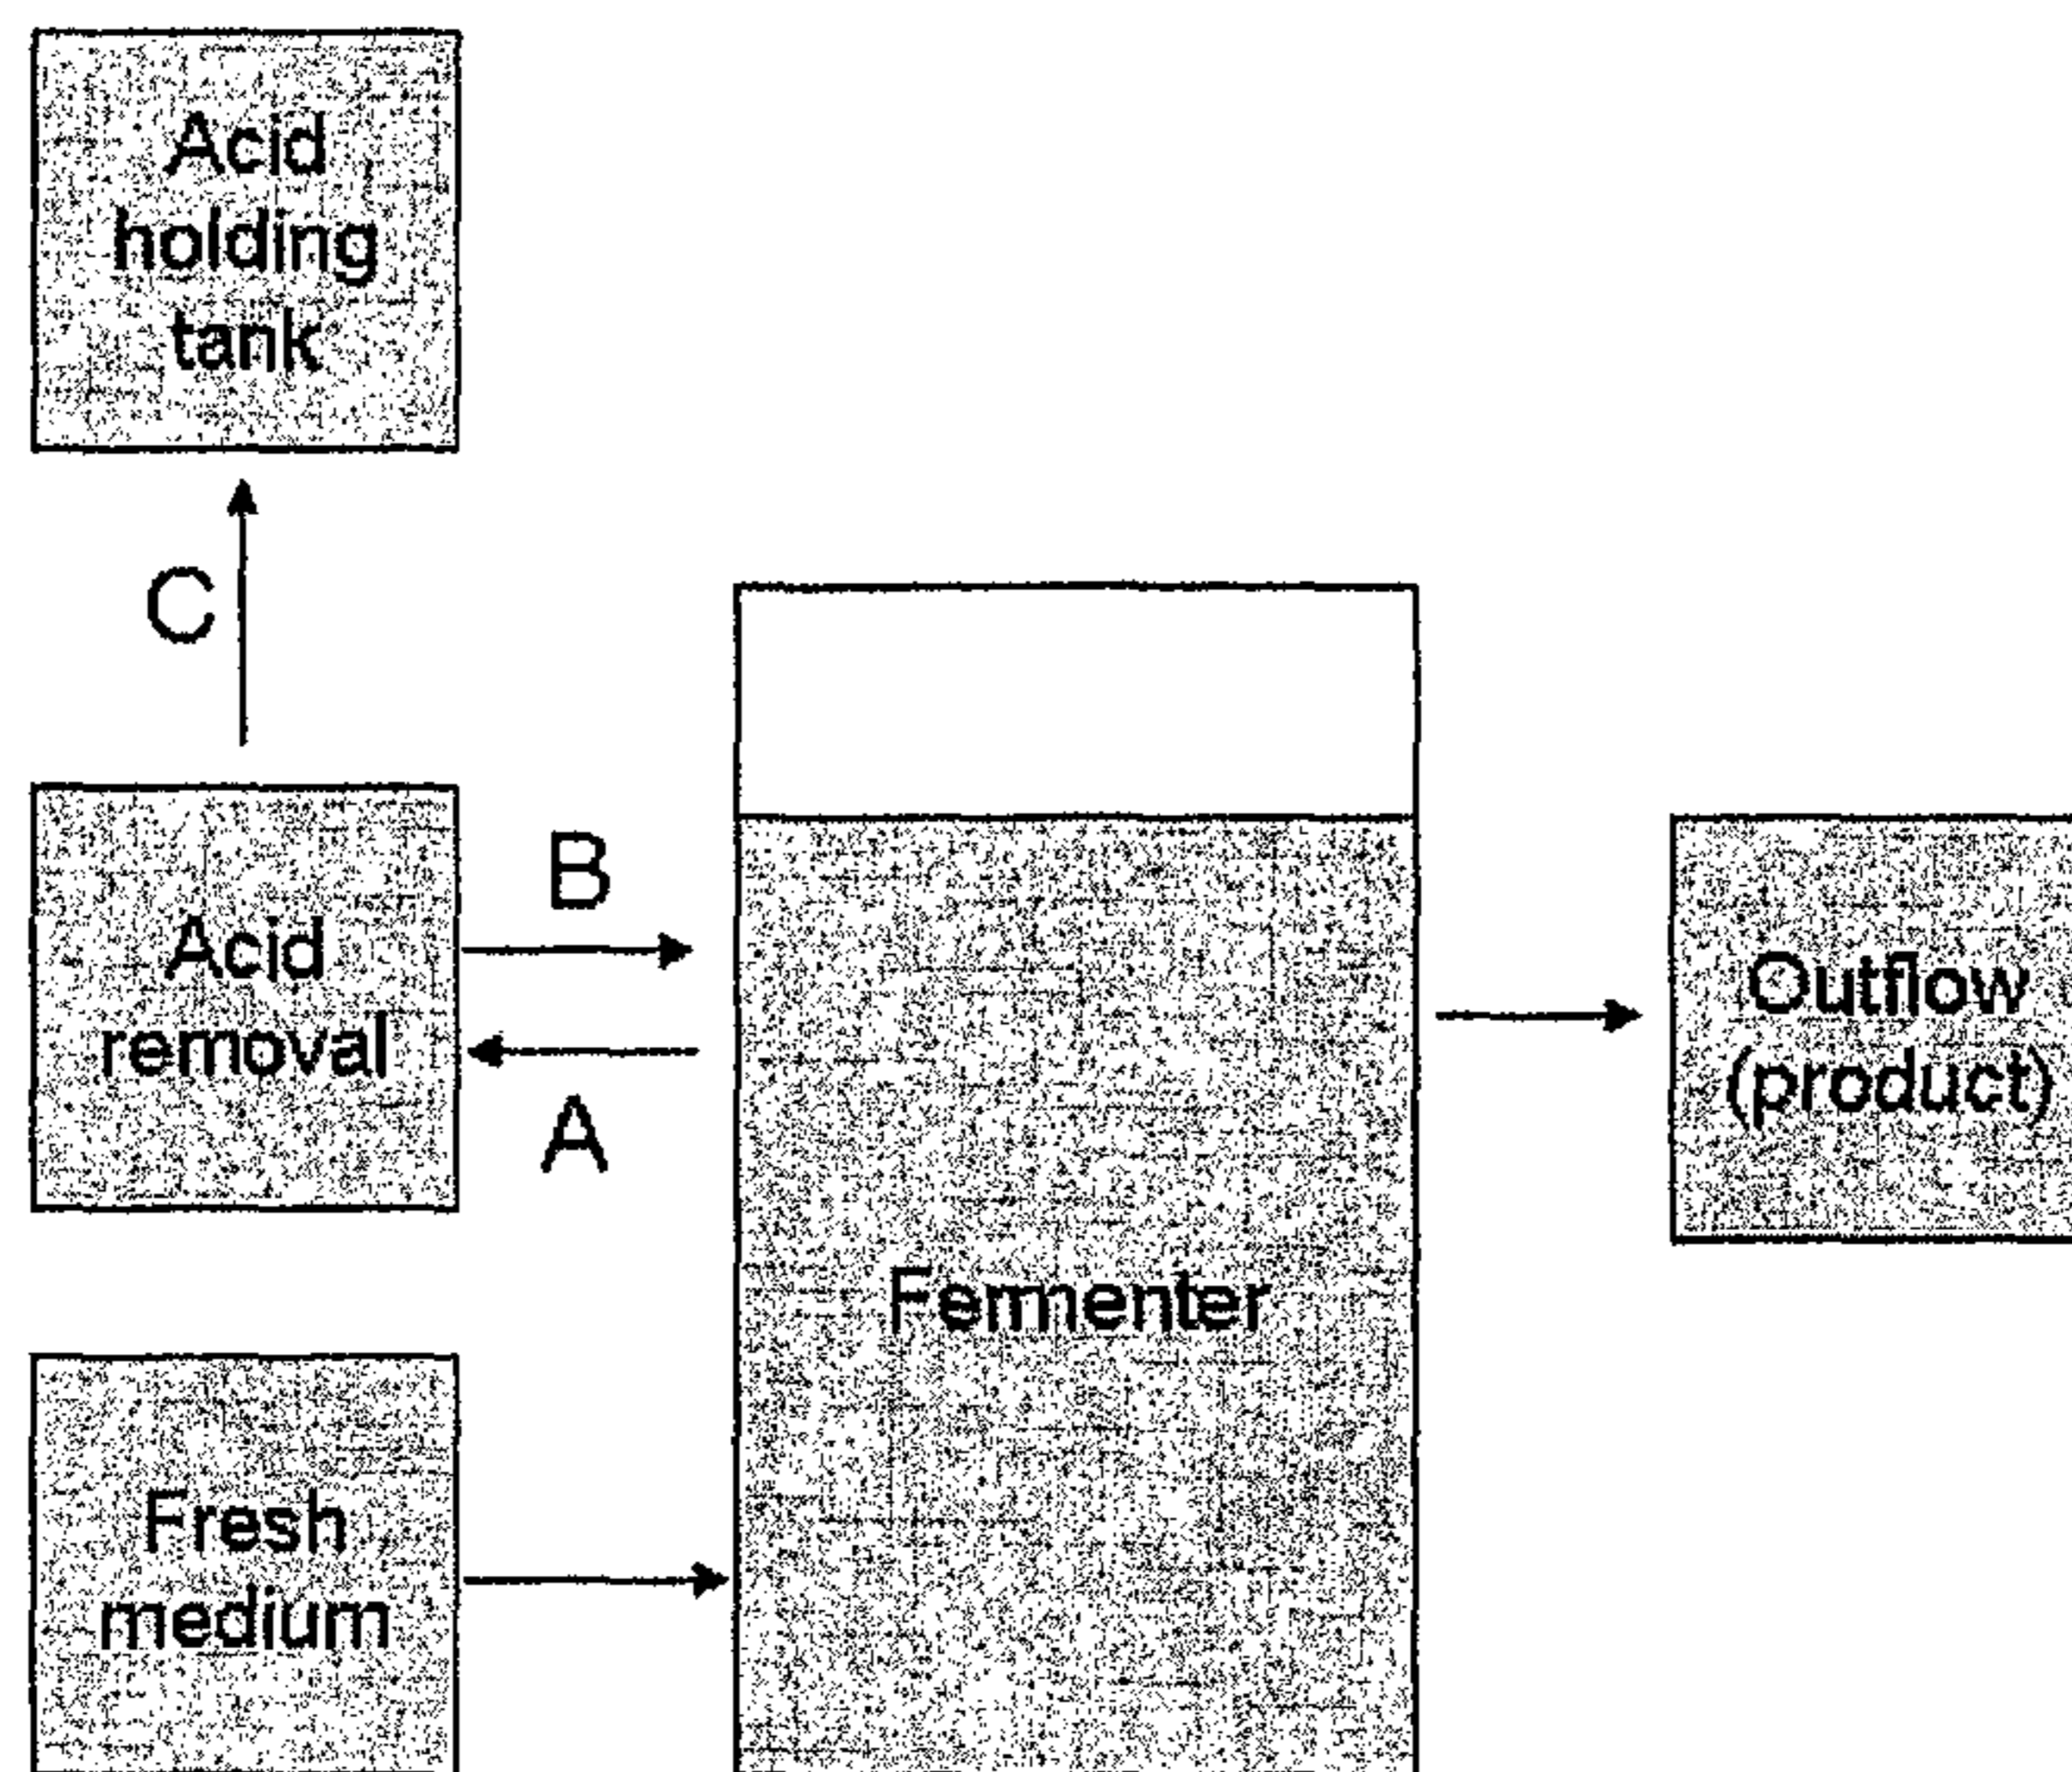 Acid
holding
tank
C
Acid
removal
B
A
Fermenter
Outflow
(product)
Fresh
medium